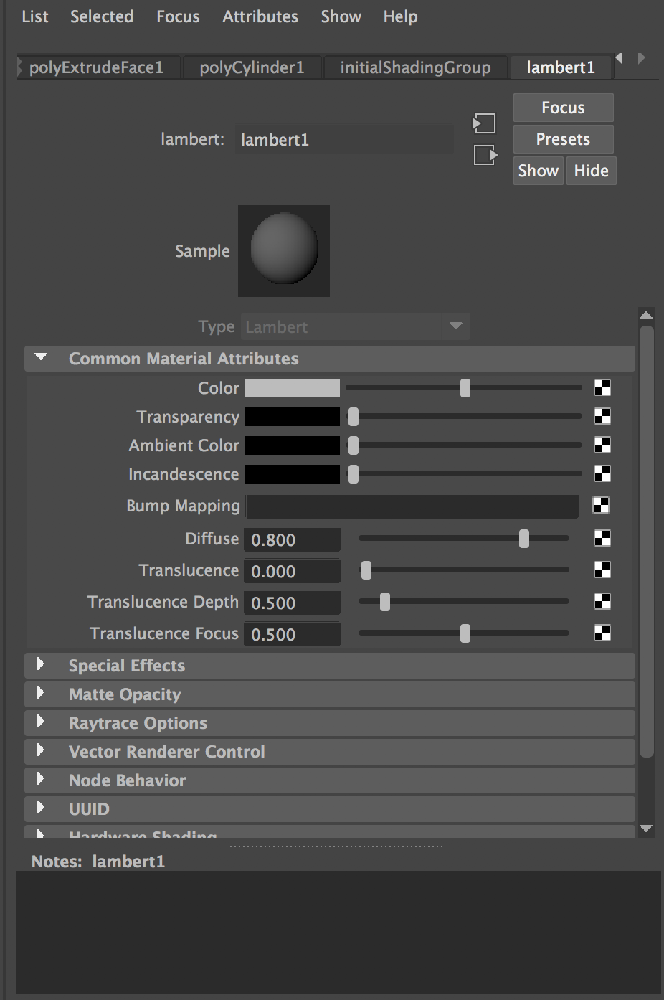 List Selected Focus Attributes Show Help
polyExtrudeFace1 polyCylinder1 initialShadingGroup lambert1
Focus
lambert: lambert1
Presets
Show Hide
Sample
Type Lambert
Common Material Attributes
Color
Transparency
Ambient Color
Incandescence
Bump Mapping
Diffuse 0.800
Translucence 0.000
Translucence Depth 0.500
Translucence Focus 0.500
Special Effects
Matte Opacity
Raytrace Options
Vector Renderer Control
Node Behavior
UUID
Hardware Shading
Notes: lambert1